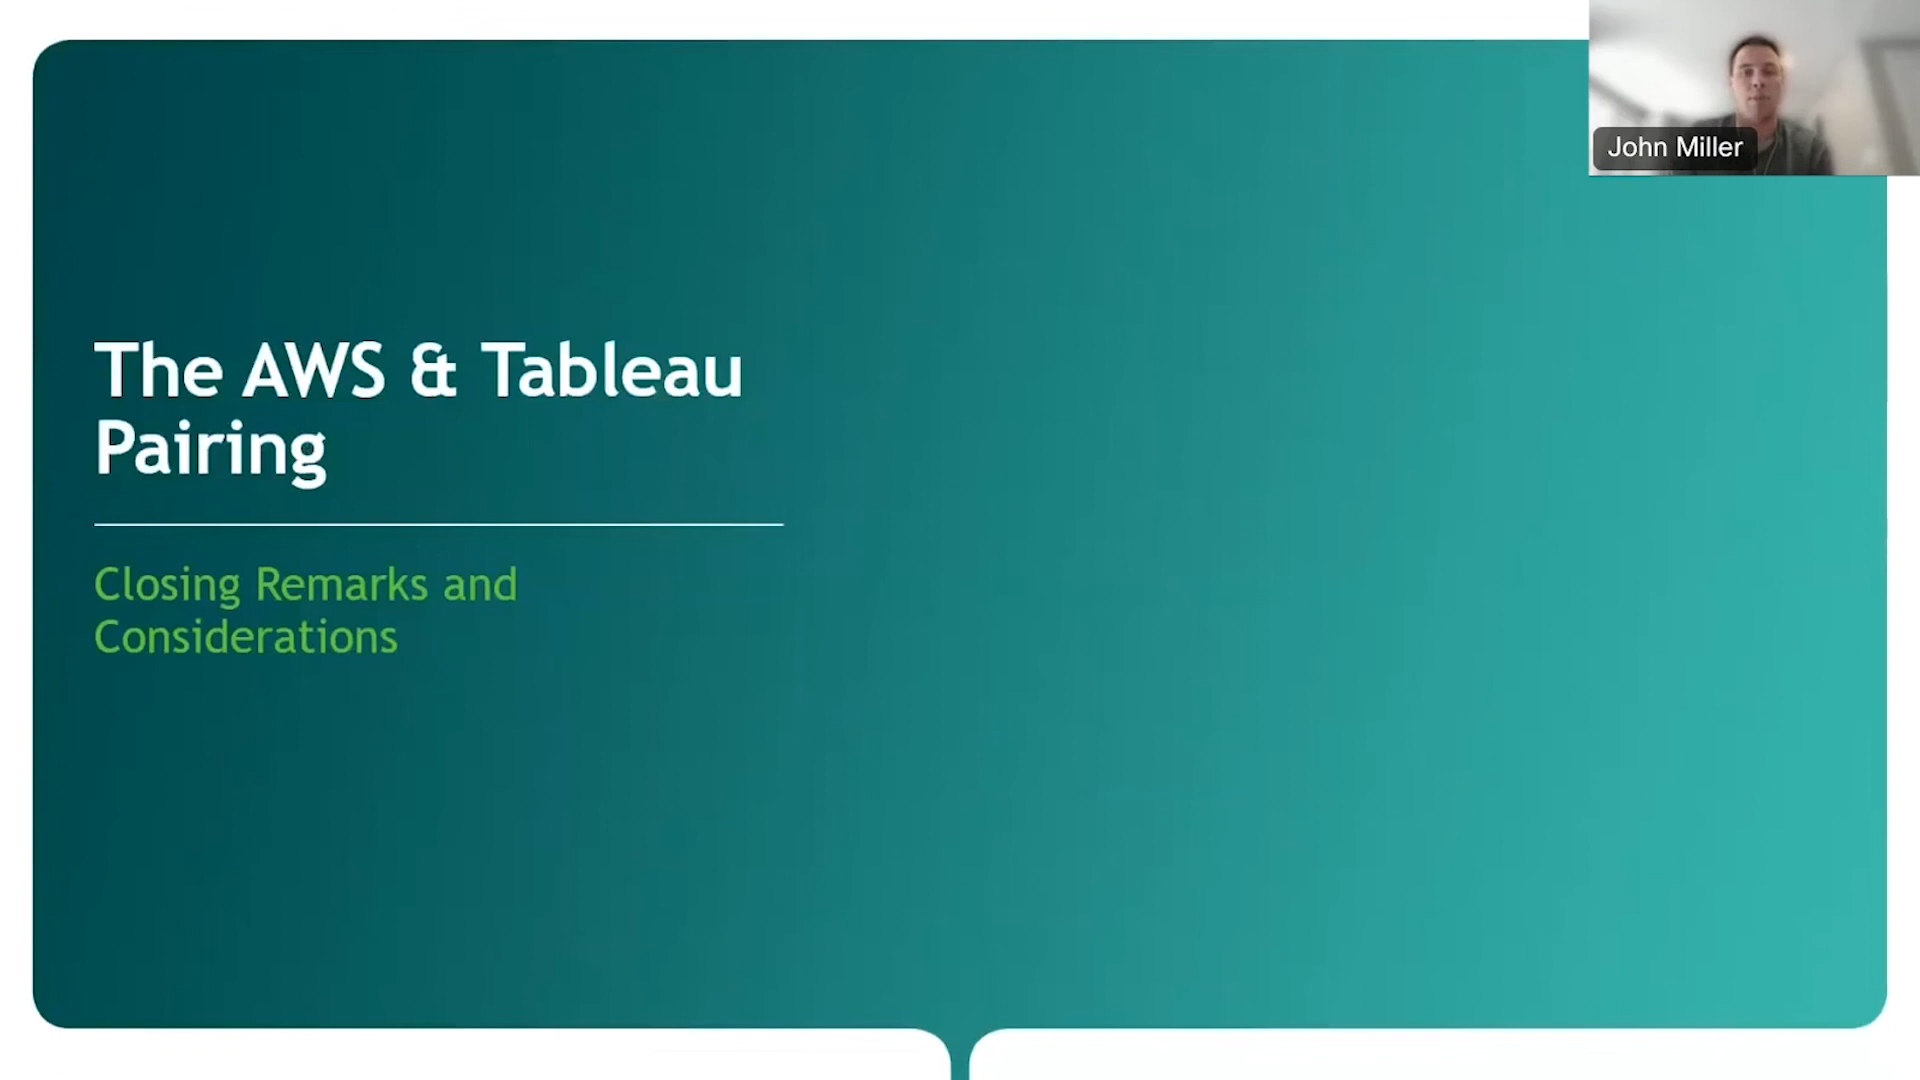 The AWS & Tableau
Pairing
Closing Remarks and
Considerations
John Miller